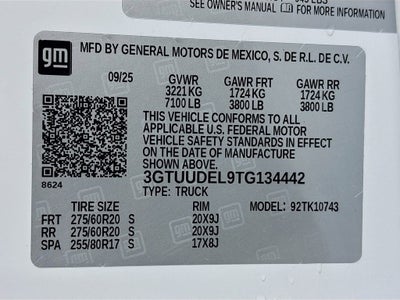 945 LBS
SEE OWNER'S MANUAL FOR MORE INFORMATION
gm
MFD BY GENERAL MOTORS DE MEXICO, S. DE R.L. DE C.V.
09/25 GVWR GAWR FRT GAWR RR
3221 KG 1724 KG 1724 KG
7100 LB 3800 LB 3800 LB
THIS VEHICLE CONFORMS TO ALL
APPLICABLE U.S. FEDERAL MOTOR
VEHICLE SAFETY STANDARDS IN EFFECT
ON THE DATE OF MANUFACTURE
SHOWN ABOVE.
8624 3GTUUDEL9TG134442
TYPE: TRUCK
TIRE SIZE RIM MODEL: 92TK10743
FRT 275/60R20 S 20X9J
RR 275/60R20 S 20X9J
SPA 255/80R17 S 17X8J